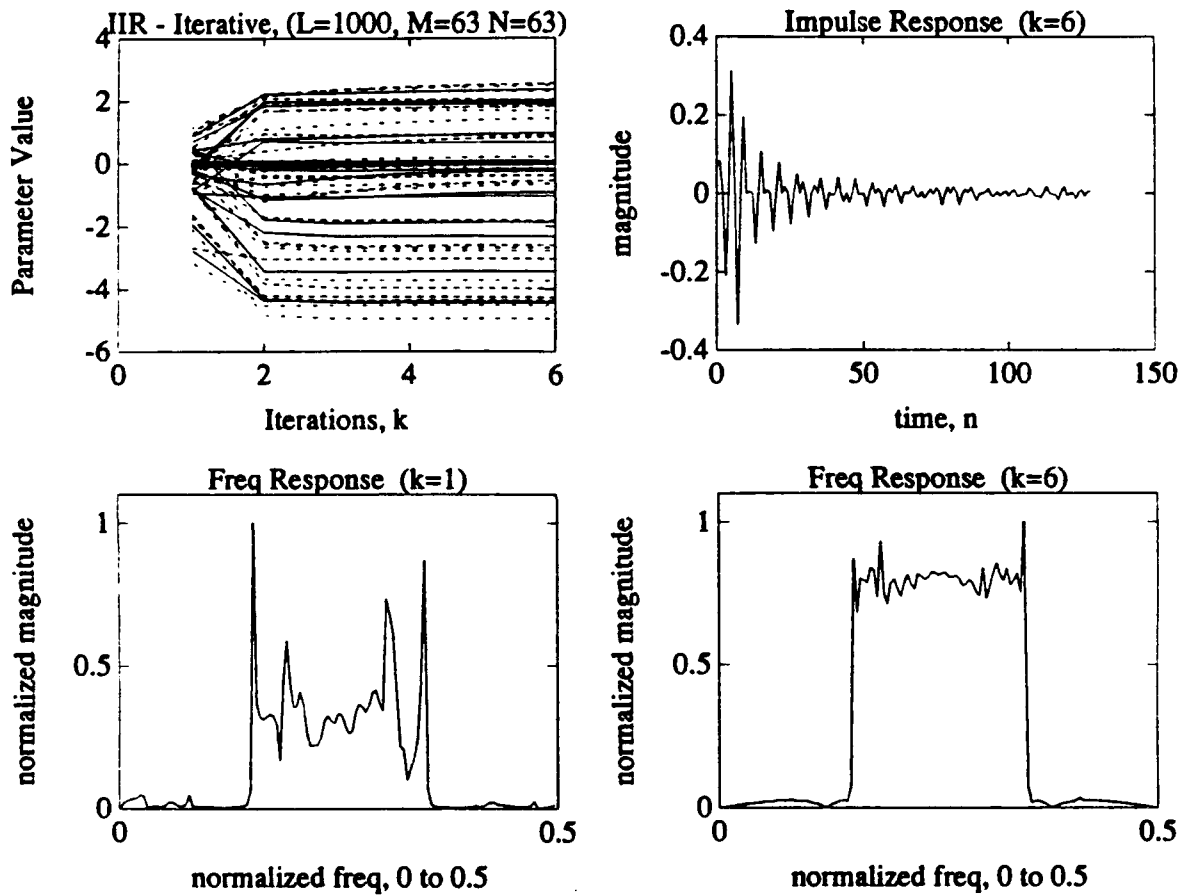 IIR - Iterative, (L=1000, M=63 N=63)
4
2
0
-2
-4
-6
Parameter Value
0
2
4
6
Iterations, k
Impulse Response (k=6)
0.4
0.2
0
-0.2
-0.4
magnitude
0
50
100
150
time, n
Freq Response (k=1)
1
0.5
0
normalized magnitude
0
0.5
normalized freq, 0 to 0.5
Freq Response (k=6)
1
0.5
0
normalized magnitude
0
0.5
normalized freq, 0 to 0.5